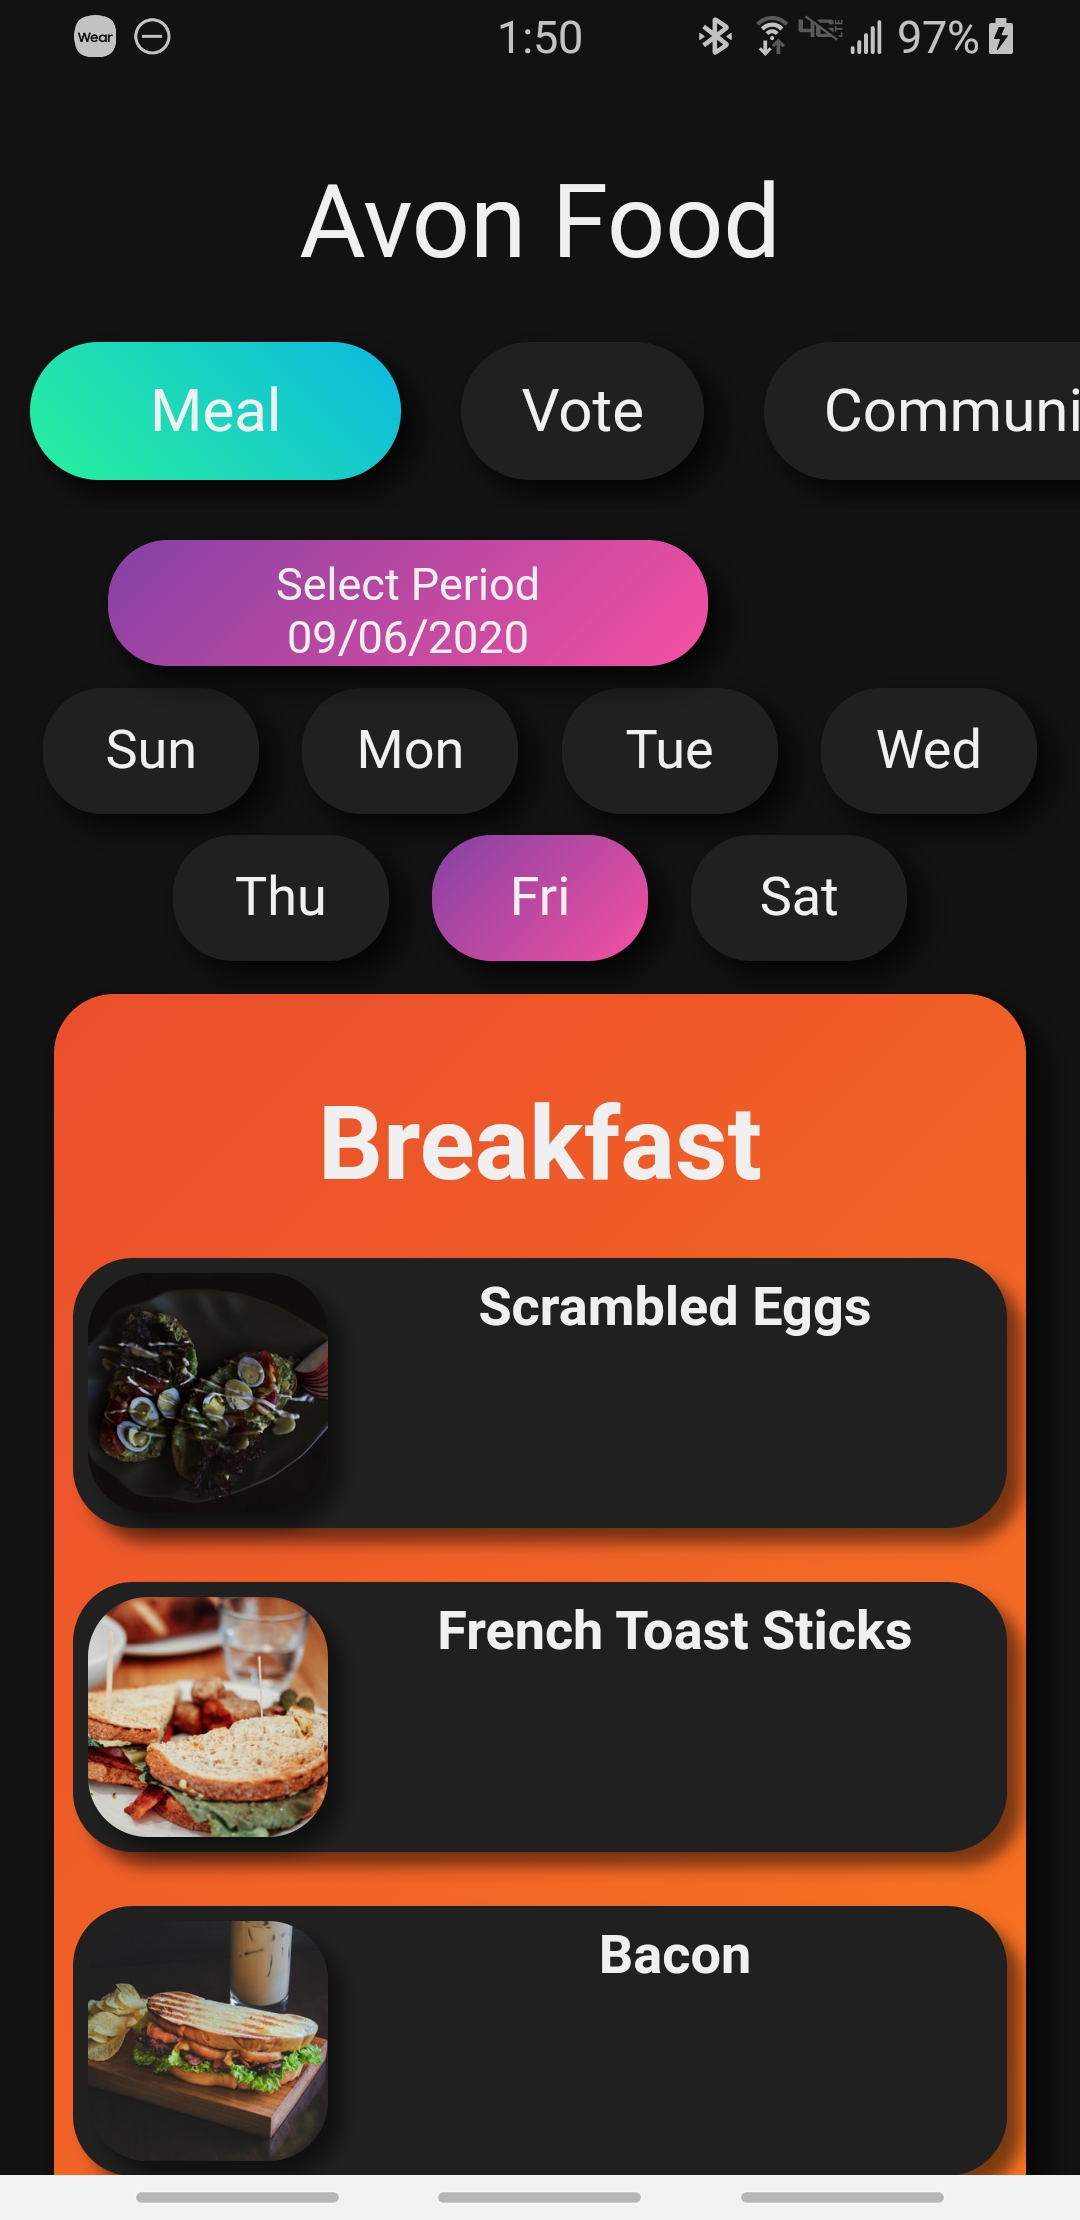 Wear 1:50 97%
Avon Food
Meal Vote Communi
Select Period
09/06/2020
Sun Mon Tue Wed
Thu Fri Sat
Breakfast
Scrambled Eggs
French Toast Sticks
Bacon